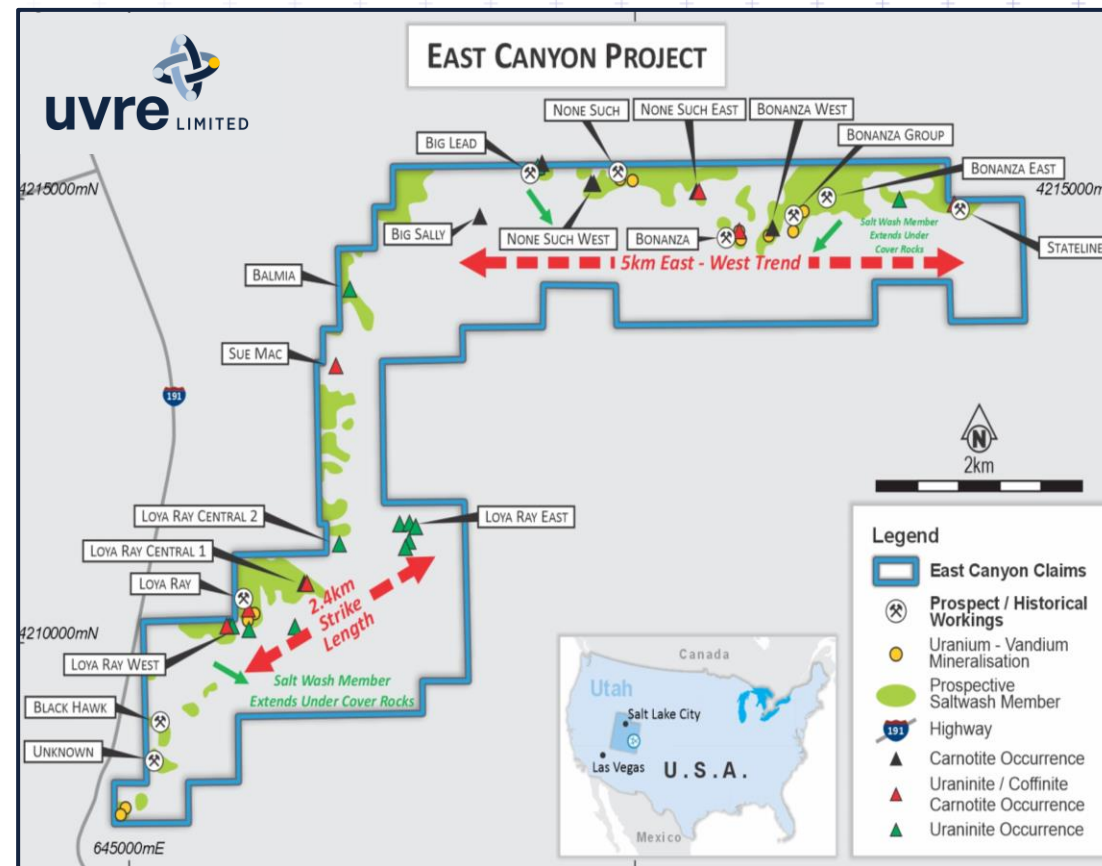 uvre LIMITED
EAST CANYON PROJECT
BIG LEAD
NONE SUCH
NONE SUCH EAST
BONANZA WEST
BONANZA GROUP
BONANZA EAST
4215000mN
4215000m
BIG SALLY
NONE SUCH WEST
BONANZA
Salt Wash Member
Extends Under
Cover Rocks
STATELINE
5km East - West Trend
BALMIA
SUE MAC
191
N
2km
LOYA RAY CENTRAL 2
LOYA RAY EAST
LOYA RAY CENTRAL 1
LOYA RAY
2.4km
Strike
Length
4210000mN
LOYA RAY WEST
Salt Wash Member
Extends Under Cover Rocks
BLACK HAWK
UNKNOWN
645000mE
Canada
Utah
Salt Lake City
Las Vegas
U.S.A.
Mexico
Legend
East Canyon Claims
Prospect / Historical
Workings
Uranium - Vandium
Mineralisation
Prospective
Saltwash Member
191
Highway
Carnotite Occurrence
Uraninite / Coffinite
Carnotite Occurrence
Uraninite Occurrence